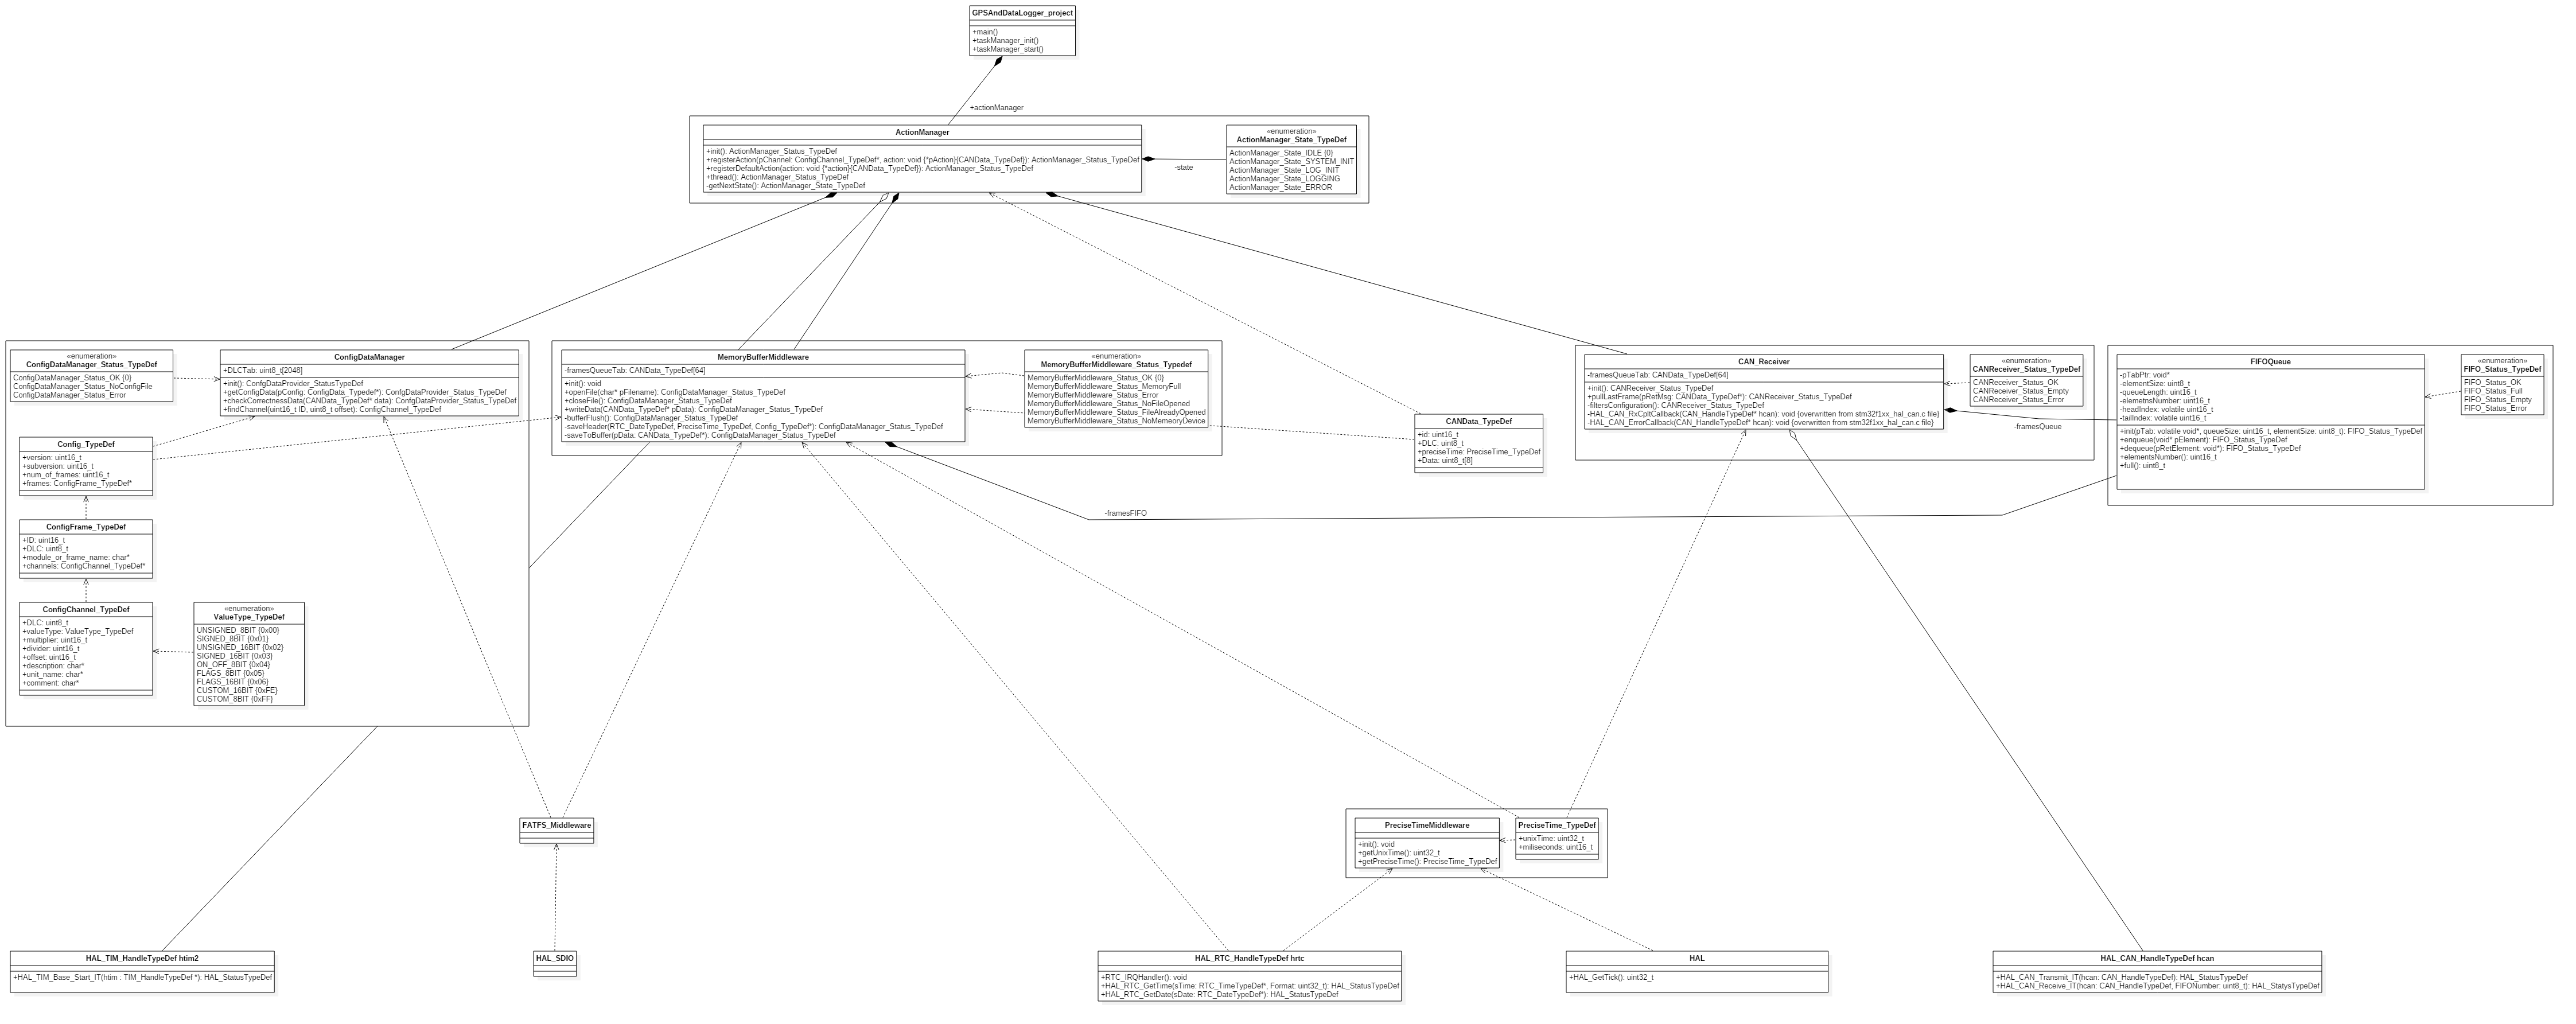 GPSAndDataLogger_project
+main()
+taskManager_init()
+taskManager_start()
+actionManager
ActionManager
+init(): ActionManager_Status_TypeDef
+registerAction(pChannel: ConfigChannel_TypeDef*, action: void {*pAction}{CANData_TypeDef}): ActionManager_Status_TypeDef
+registerDefaultAction(action: void {*action}{CANData_TypeDef}): ActionManager_Status_TypeDef
+thread(): ActionManager_Status_TypeDef
-getNextState(): ActionManager_State_TypeDef
-state
«enumeration»
ActionManager_State_TypeDef
ActionManager_State_IDLE {0}
ActionManager_State_SYSTEM_INIT
ActionManager_State_LOG_INIT
ActionManager_State_LOGGING
ActionManager_State_ERROR
«enumeration»
ConfigDataManager_Status_TypeDef
ConfigDataManager_Status_OK {0}
ConfigDataManager_Status_NoConfigFile
ConfigDataManager_Status_Error
ConfigDataManager
+DLCTab: uint8_t[2048]
+init(): ConfgDataProvider_StatusTypeDef
+getConfigData(pConfig: ConfigData_Typedef*): ConfgDataProvider_Status_TypeDef
+checkCorrectnessData(CANData_TypeDef* data): ConfgDataProvider_Status_TypeDef
+findChannel(uint16_t ID, uint8_t offset): ConfigChannel_TypeDef
Config_TypeDef
+version: uint16_t
+subversion: uint16_t
+num_of_frames: uint16_t
+frames: ConfigFrame_TypeDef*
ConfigFrame_TypeDef
+ID: uint16_t
+DLC: uint8_t
+module_or_frame_name: char*
+channels: ConfigChannel_TypeDef*
ConfigChannel_TypeDef
+DLC: uint8_t
+valueType: ValueType_TypeDef
+multiplier: uint16_t
+divider: uint16_t
+offset: uint16_t
+description: char*
+unit_name: char*
+comment: char*
«enumeration»
ValueType_TypeDef
UNSIGNED_8BIT {0x00}
SIGNED_8BIT {0x01}
UNSIGNED_16BIT {0x02}
SIGNED_16BIT {0x03}
ON_OFF_8BIT {0x04}
FLAGS_8BIT {0x05}
FLAGS_16BIT {0x06}
CUSTOM_16BIT {0xFE}
CUSTOM_8BIT {0xFF}
MemoryBufferMiddleware
-framesQueueTab: CANData_TypeDef[64]
+init(): void
+openFile(char* pFilename): ConfigDataManager_Status_TypeDef
+closeFile(): ConfigDataManager_Status_TypeDef
+writeData(CANData_TypeDef* pData): ConfigDataManager_Status_TypeDef
-bufferFlush(): ConfigDataManager_Status_TypeDef
-saveHeader(RTC_DateTypeDef, PreciseTime_TypeDef, Config_TypeDef*): ConfigDataManager_Status_TypeDef
-saveToBuffer(pData: CANData_TypeDef*): ConfigDataManager_Status_TypeDef
«enumeration»
MemoryBufferMiddleware_Status_Typedef
MemoryBufferMiddleware_Status_OK {0}
MemoryBufferMiddleware_Status_MemoryFull
MemoryBufferMiddleware_Status_Error
MemoryBufferMiddleware_Status_NoFileOpened
MemoryBufferMiddleware_Status_FileAlreadyOpened
MemoryBufferMiddleware_Status_NoMemeoryDevice
CANData_TypeDef
+id: uint16_t
+DLC: uint8_t
+preciseTime: PreciseTime_TypeDef
+Data: uint8_t[8]
CAN_Receiver
-framesQueueTab: CANData_TypeDef[64]
+init(): CANReceiver_Status_TypeDef
+pullLastFrame(pRetMsg: CANData_TypeDef*): CANReceiver_Status_TypeDef
-filtersConfiguration(): CANReceiver_Status_TypeDef
-HAL_CAN_RxCpltCallback(CAN_HandleTypeDef* hcan): void {overwritten from stm32f1xx_hal_can.c file}
-HAL_CAN_ErrorCallback(CAN_HandleTypeDef* hcan): void {overwritten from stm32f1xx_hal_can.c file}
«enumeration»
CANReceiver_Status_TypeDef
CANReceiver_Status_OK
CANReceiver_Status_Empty
CANReceiver_Status_Error
-framesQueue
FIFOQueue
-pTabPtr: void*
-elementSize: uint8_t
-queueLength: uint16_t
-elemetnsNumber: uint16_t
-headIndex: volatile uint16_t
-tailIndex: volatile uint16_t
+init(pTab: volatile void*, queueSize: uint16_t, elementSize: uint8_t): FIFO_Status_TypeDef
+enqueue(void* pElement): FIFO_Status_TypeDef
+dequeue(pRetElement: void*): FIFO_Status_TypeDef
+elementsNumber(): uint16_t
+full(): uint8_t
«enumeration»
FIFO_Status_TypeDef
FIFO_Status_OK
FIFO_Status_Full
FIFO_Status_Empty
FIFO_Status_Error
-framesFIFO
FATFS_Middleware
PreciseTimeMiddleware
+init(): void
+getUnixTime(): uint32_t
+getPreciseTime(): PreciseTime_TypeDef
PreciseTime_TypeDef
+unixTime: uint32_t
+miliseconds: uint16_t
HAL_TIM_HandleTypeDef htim2
+HAL_TIM_Base_Start_IT(htim : TIM_HandleTypeDef *): HAL_StatusTypeDef
HAL_SDIO
HAL_RTC_HandleTypeDef hrtc
+RTC_IRQHandler(): void
+HAL_RTC_GetTime(sTime: RTC_TimeTypeDef*, Format: uint32_t): HAL_StatusTypeDef
+HAL_RTC_GetDate(sDate: RTC_DateTypeDef*): HAL_StatusTypeDef
HAL
+HAL_GetTick(): uint32_t
HAL_CAN_HandleTypeDef hcan
+HAL_CAN_Transmit_IT(hcan: CAN_HandleTypeDef): HAL_StatusTypeDef
+HAL_CAN_Receive_IT(hcan: CAN_HandleTypeDef, FIFONumber: uint8_t): HAL_StatysTypeDef